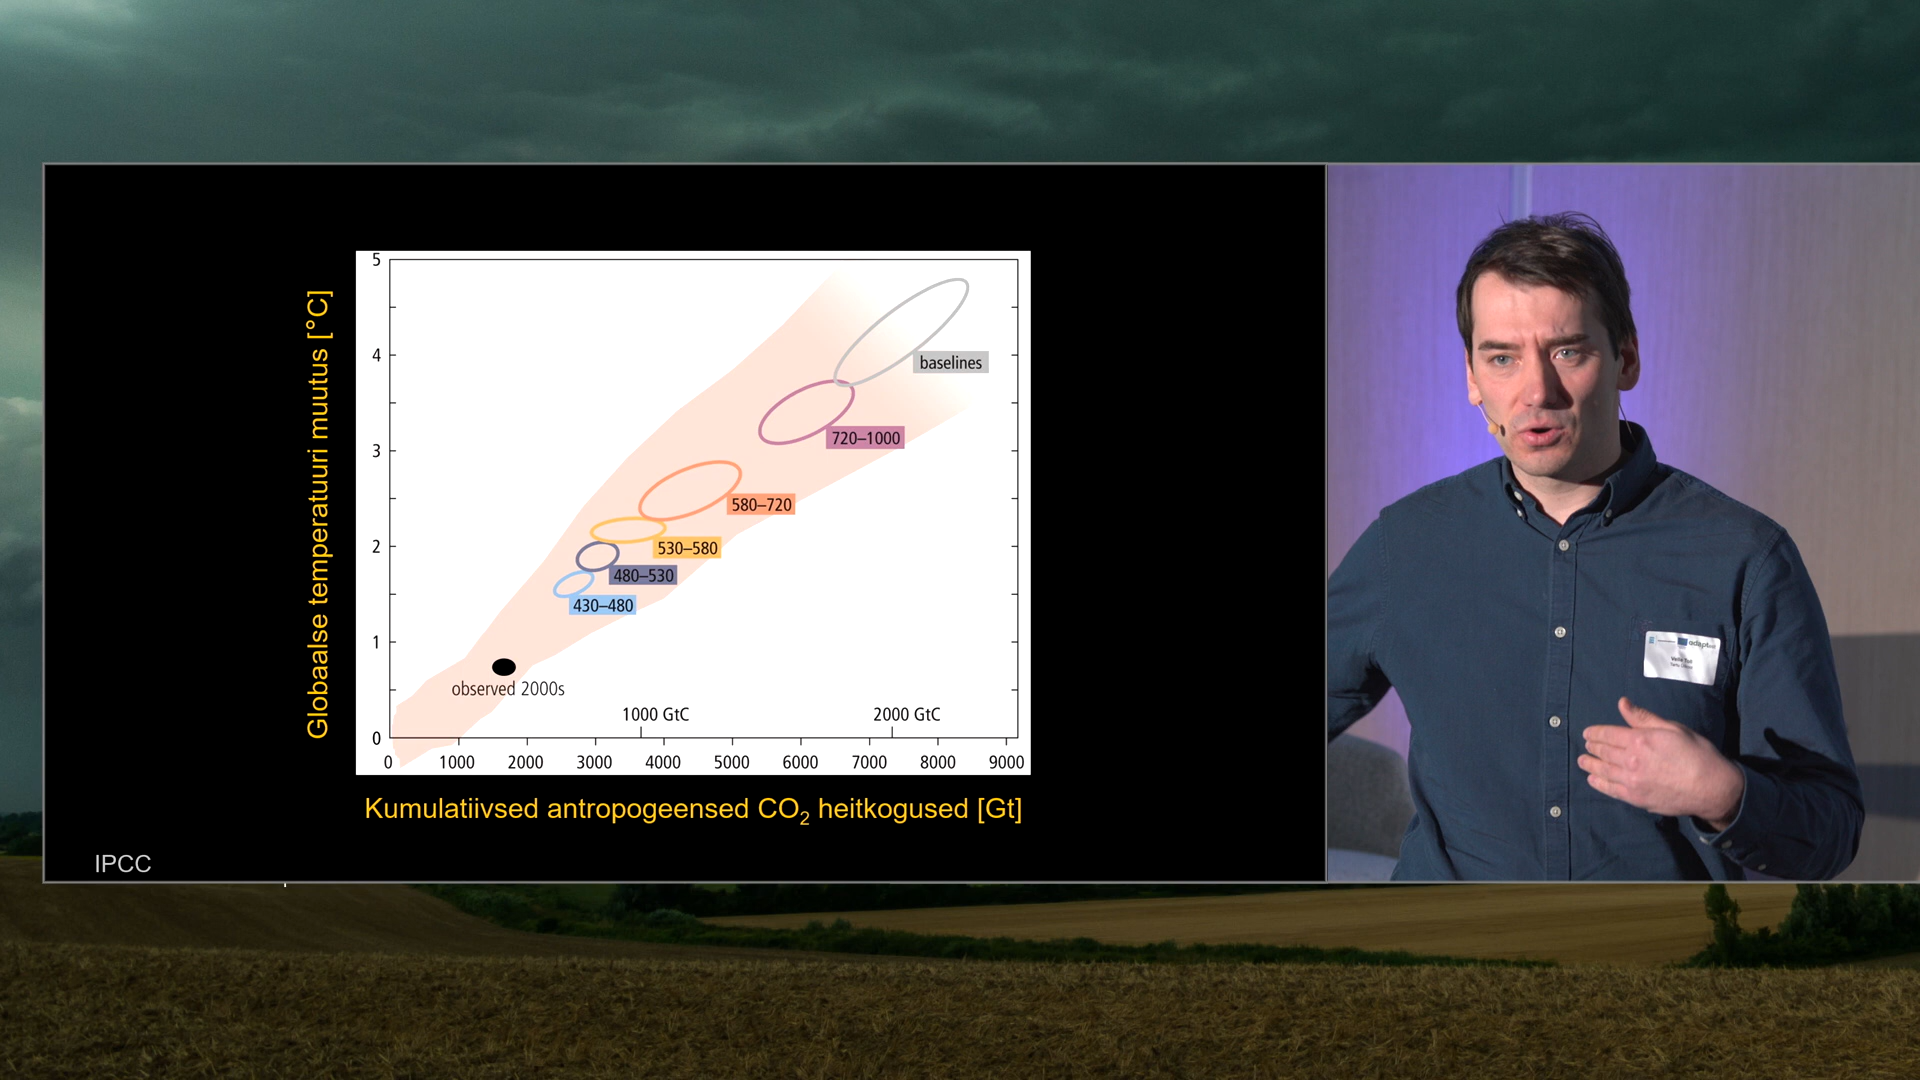 Globaalse temperatuuri muutus [°C]
5
4
3
2
1
0
baselines
720–1000
580–720
530–580
480–530
430–480
observed 2000s
1000 GtC 2000 GtC
0 1000 2000 3000 4000 5000 6000 7000 8000 9000
Kumulatiivsed antropogeensed CO₂ heitkogused [Gt]
IPCC